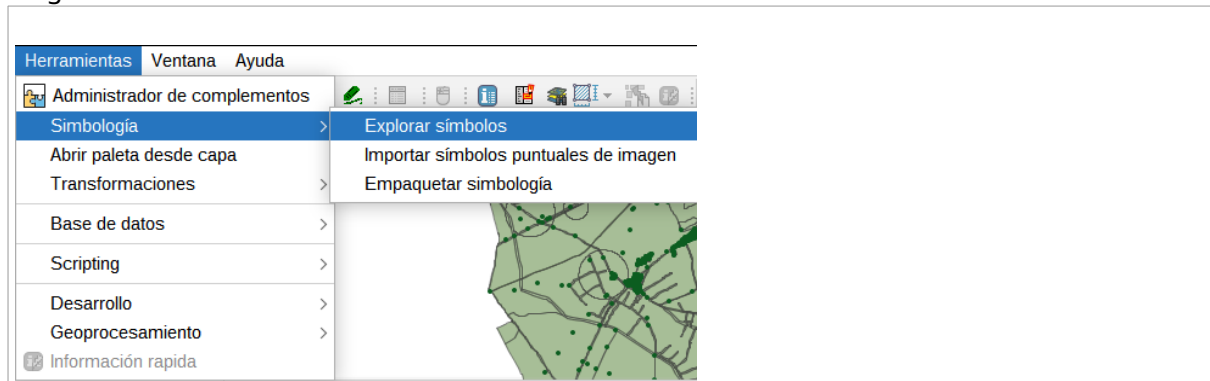 Herramientas Ventana Ayuda
Administrador de complementos
Simbología
Explorar símbolos
Abrir paleta desde capa
Importar símbolos puntuales de imagen
Transformaciones
Empaquetar simbología
Base de datos
Scripting
Desarrollo
Geoprocesamiento
Información rapida